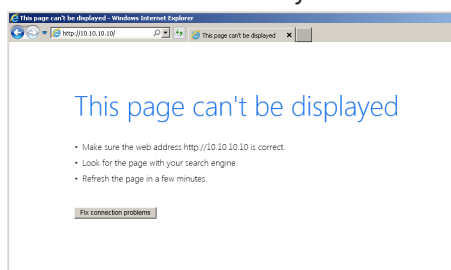 This page can't be displayed - Windows Internet Explorer
http://10.10.10.10/
This page can't be displayed
This page can't be displayed
• Make sure the web address http://10.10.10.10 is correct.
• Look for the page with your search engine.
• Refresh the page in a few minutes.
Fix connection problems